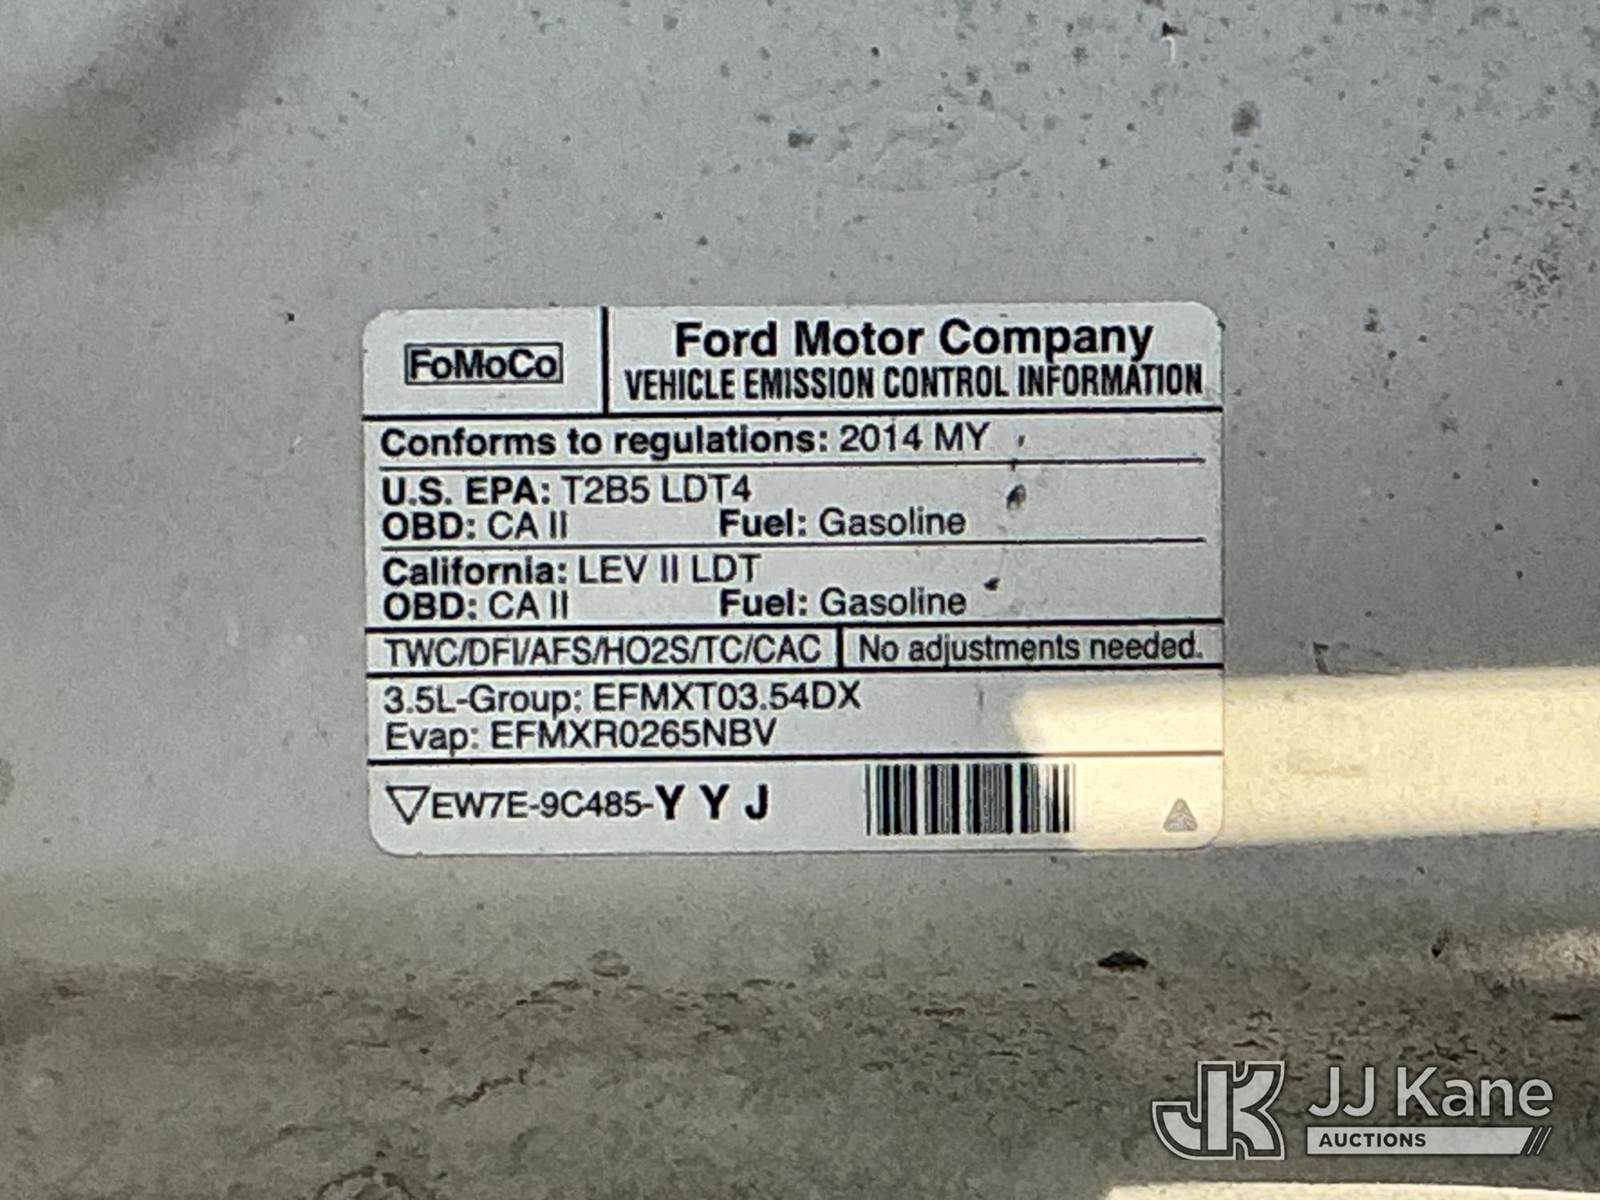 FoMoCo
Ford Motor Company
VEHICLE EMISSION CONTROL INFORMATION
Conforms to regulations: 2014 MY
U.S. EPA: T2B5 LDT4
OBD: CA II Fuel: Gasoline
California: LEV II LDT
OBD: CA II Fuel: Gasoline
TWC/DFI/AFS/HO2S/TC/CAC No adjustments needed.
3.5L-Group: EFMXT03.54DX
Evap: EFMXR0265NBV
EW7E-9C485-Y Y J
JK JJ Kane
AUCTIONS